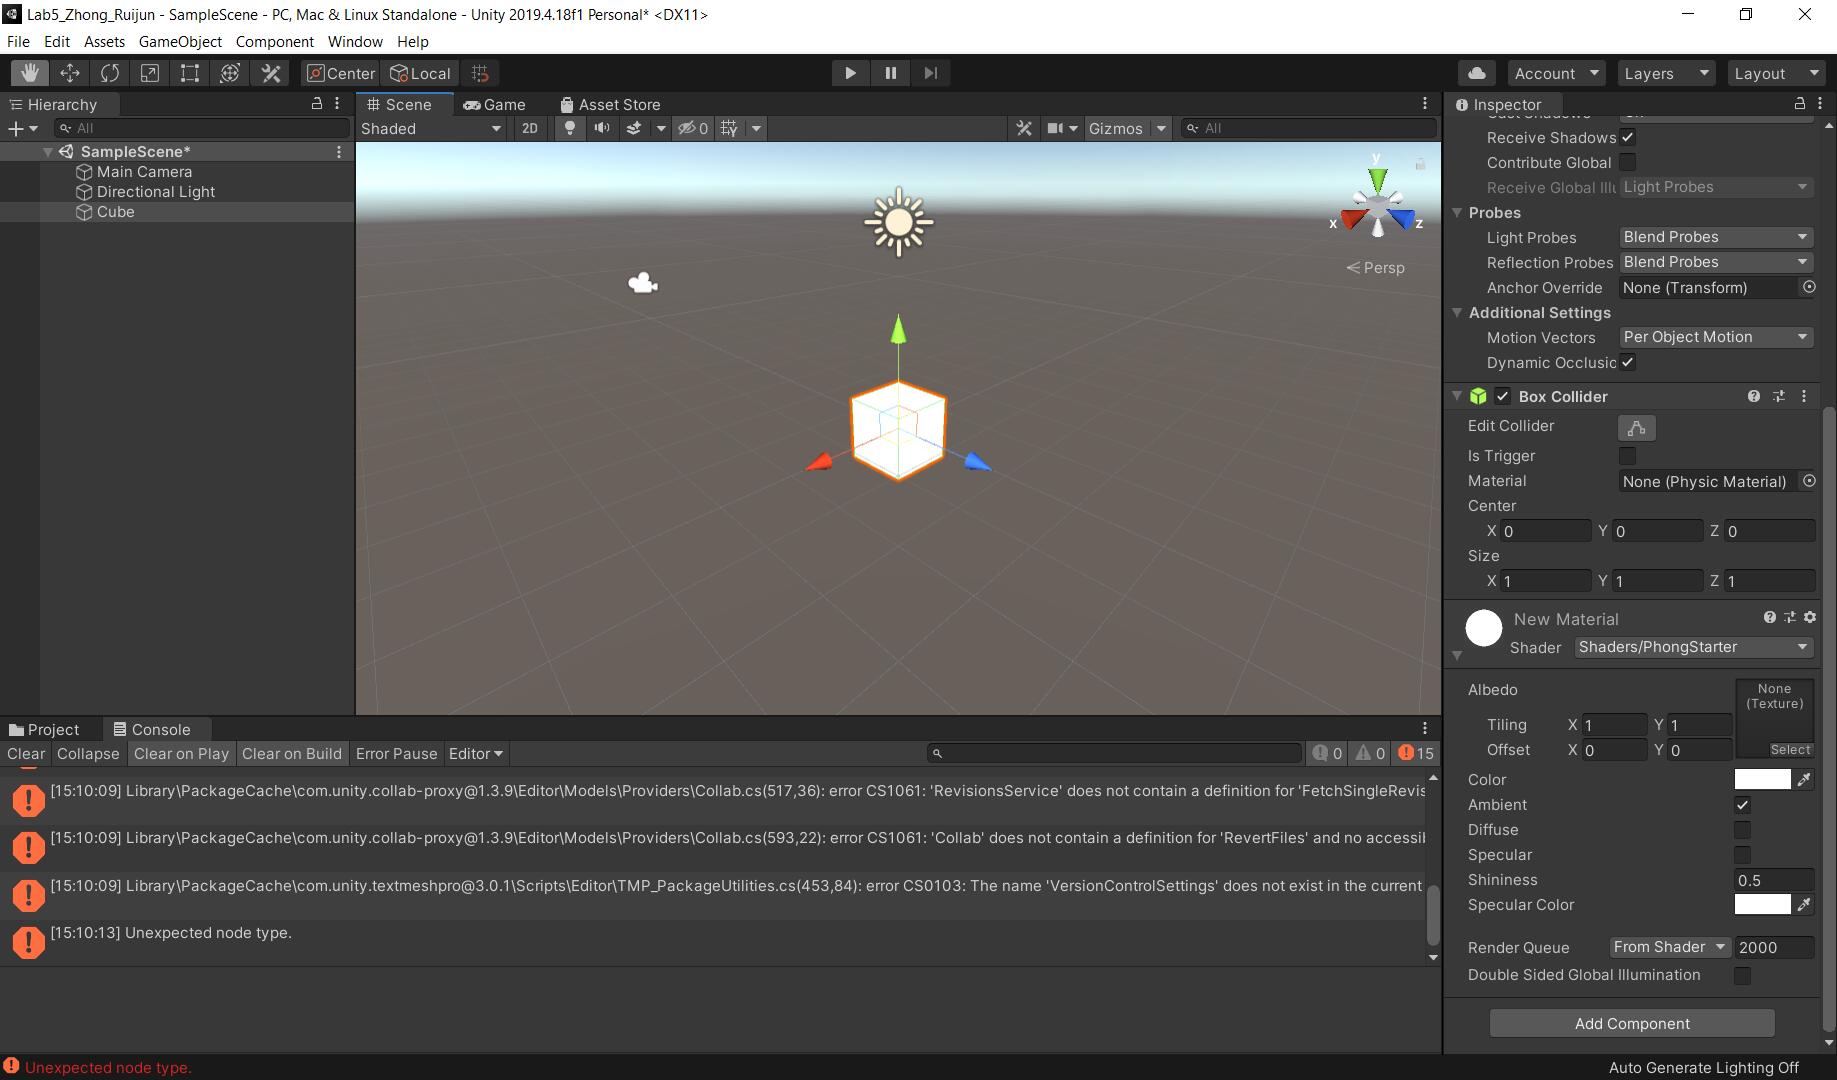 Lab5_Zhong_Ruijun - SampleScene - PC, Mac & Linux Standalone - Unity 2019.4.18f1 Personal* <DX11>
File Edit Assets GameObject Component Window Help
Center Local Account Layers Layout
Hierarchy
All
SampleScene*
Main Camera
Directional Light
Cube
Scene Game Asset Store
Shaded 2D 0 Gizmos All
y
x z
Persp
Inspector
Receive Shadows
Contribute Global
Receive Global Illu Light Probes
Probes
Light Probes Blend Probes
Reflection Probes Blend Probes
Anchor Override None (Transform)
Additional Settings
Motion Vectors Per Object Motion
Dynamic Occlusic
Box Collider
Edit Collider
Is Trigger
Material None (Physic Material)
Center
X 0 Y 0 Z 0
Size
X 1 Y 1 Z 1
New Material
Shader Shaders/PhongStarter
Albedo None
(Texture)
Tiling X 1 Y 1
Offset X 0 Y 0 Select
Color
Ambient
Diffuse
Specular
Shininess 0.5
Specular Color
Render Queue From Shader 2000
Double Sided Global Illumination
Add Component
Project Console
Clear Collapse Clear on Play Clear on Build Error Pause Editor 0 0 15
[15:10:09] Library\PackageCache\com.unity.collab-proxy@1.3.9\Editor\Models\Providers\Collab.cs(517,36): error CS1061: 'RevisionsService' does not contain a definition for 'FetchSingleRevis
[15:10:09] Library\PackageCache\com.unity.collab-proxy@1.3.9\Editor\Models\Providers\Collab.cs(593,22): error CS1061: 'Collab' does not contain a definition for 'RevertFiles' and no accessi
[15:10:09] Library\PackageCache\com.unity.textmeshpro@3.0.1\Scripts\Editor\TMP_PackageUtilities.cs(453,84): error CS0103: The name 'VersionControlSettings' does not exist in the current
[15:10:13] Unexpected node type.
Unexpected node type.
Auto Generate Lighting Off